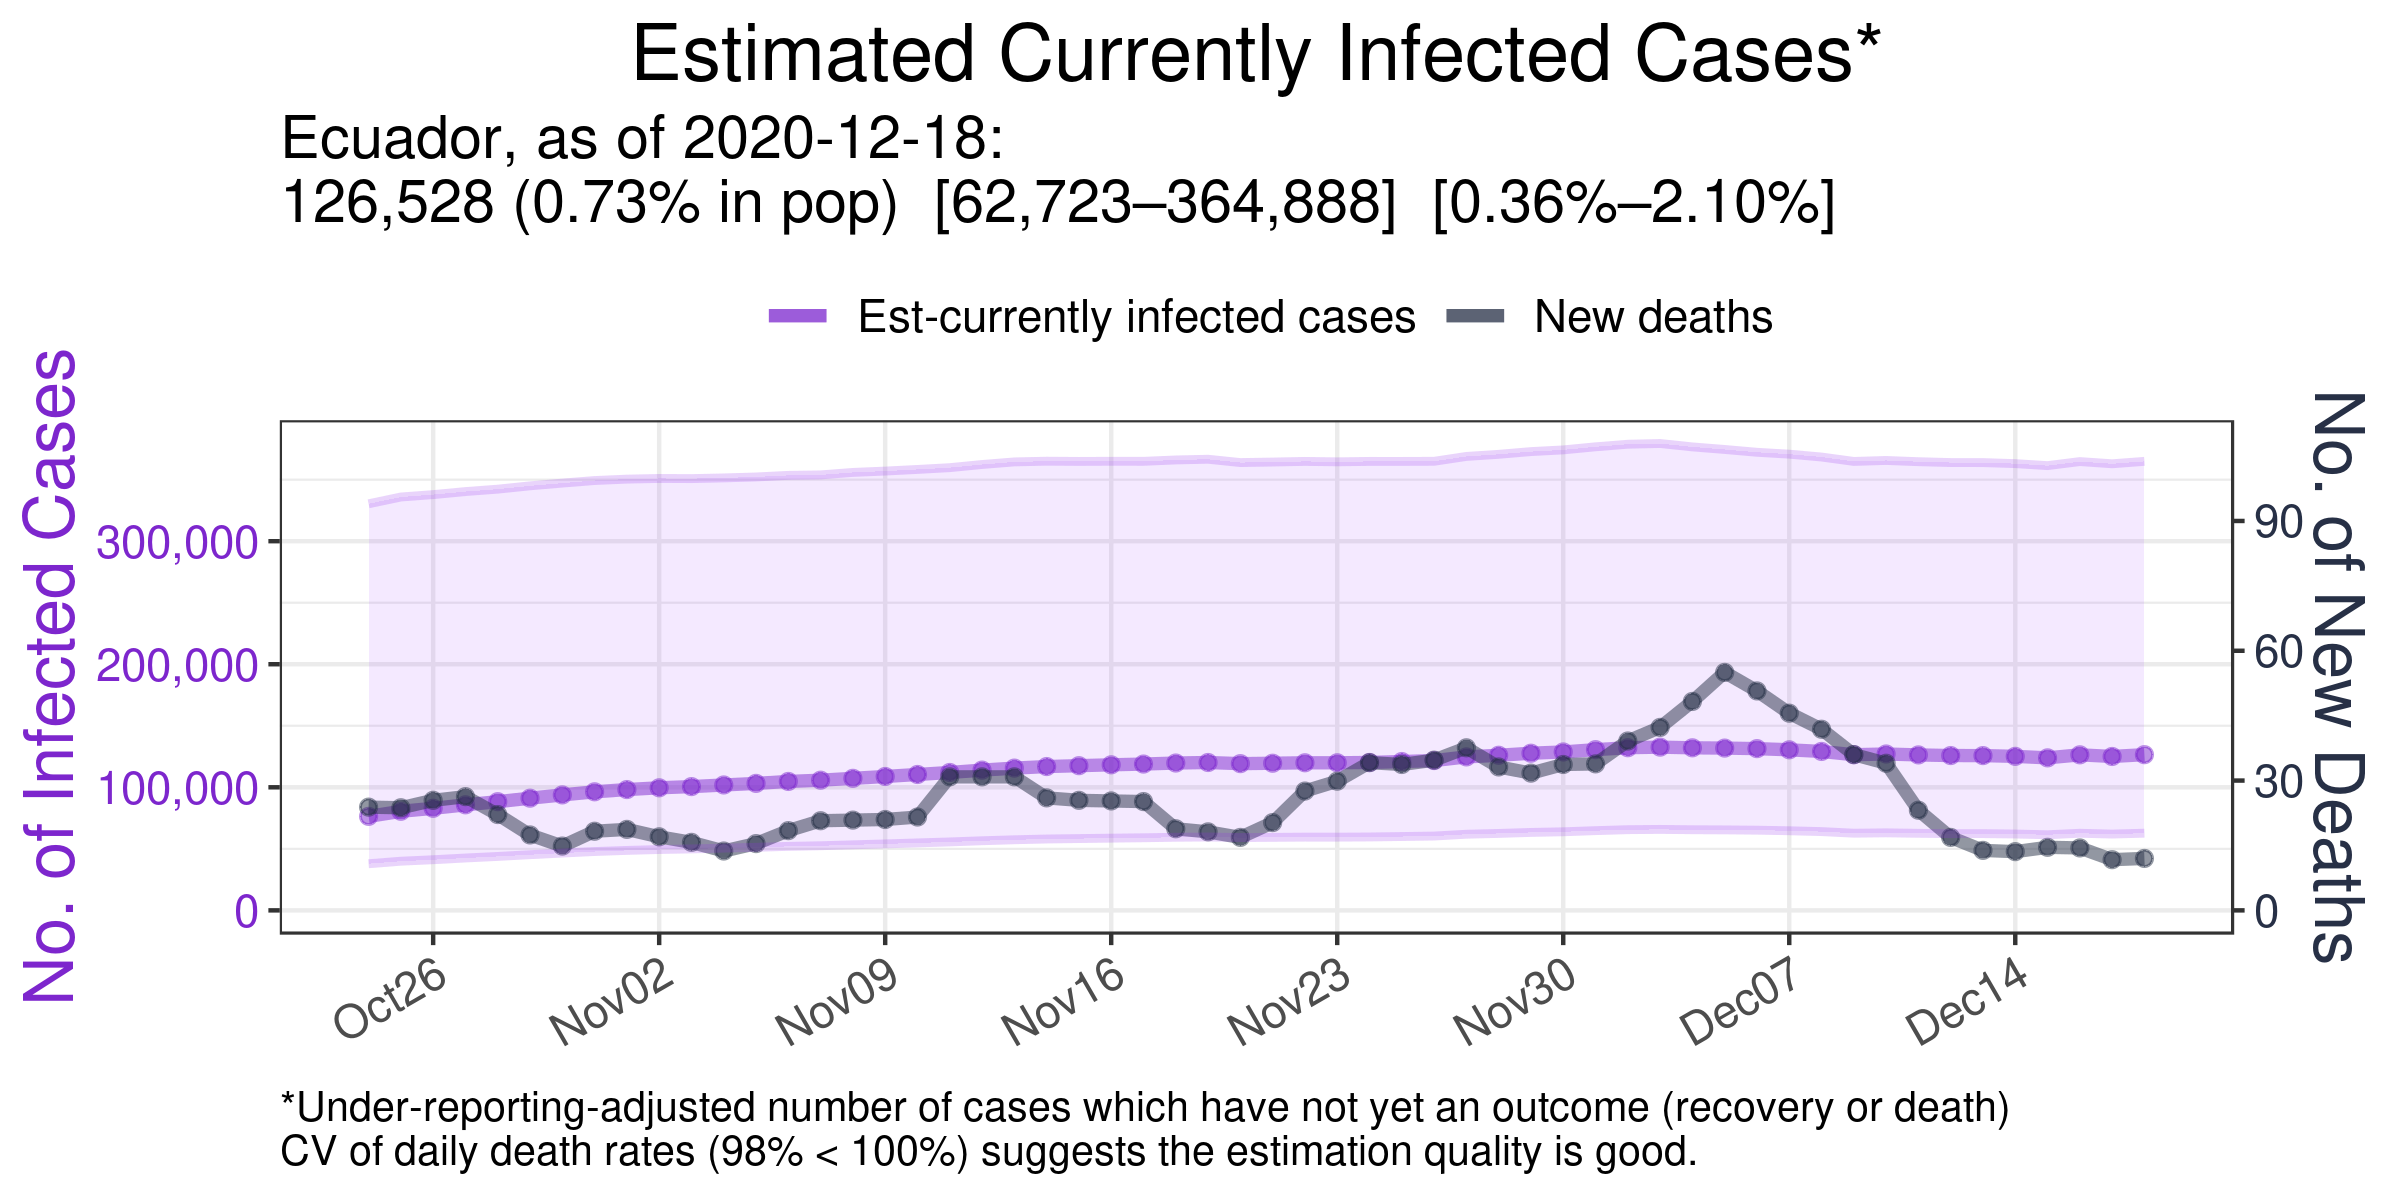 Estimated Currently Infected Cases*
Ecuador, as of 2020-12-18:
126,528 (0.73% in pop)  [62,723–364,888]  [0.36%–2.10%]
Est-currently infected cases
New deaths
No. of Infected Cases
300,000
200,000
100,000
0
No. of New Deaths
90
60
30
0
Oct26
Nov02
Nov09
Nov16
Nov23
Nov30
Dec07
Dec14
*Under-reporting-adjusted number of cases which have not yet an outcome (recovery or death)
CV of daily death rates (98% < 100%) suggests the estimation quality is good.